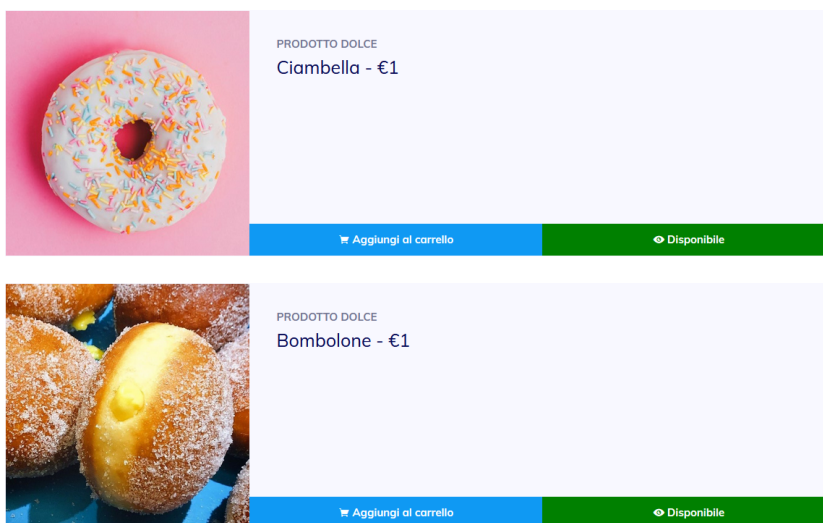 PRODOTTO DOLCE
Ciambella - €1
Aggiungi al carrello
Disponibile
PRODOTTO DOLCE
Bombolone - €1
Aggiungi al carrello
Disponibile